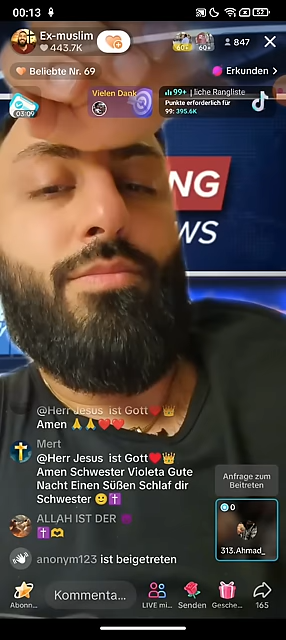 00:13
52
Ex-muslim
443.7K
60+
60+
847
Beliebte Nr. 69
Erkunden >
03:09
Vielen Dank
99+ | liche Rangliste
Punkte erforderlich für
99: 395.6K
NG
WS
@Herr Jesus ist Gott❤️👑
Amen 🙏🙏❤️❤️
Mert
@Herr Jesus ist Gott❤️👑
Amen Schwester Violeta Gute
Nacht Einen Süßen Schlaf dir
Schwester 🙂✝️
ALLAH IST DER 😈
✝️🫶
anonym123 ist beigetreten
Anfrage zum
Beitreten
0
313.Ahmad_
Abonn...
Kommenta...
LIVE mi...
Senden
Gesche...
165